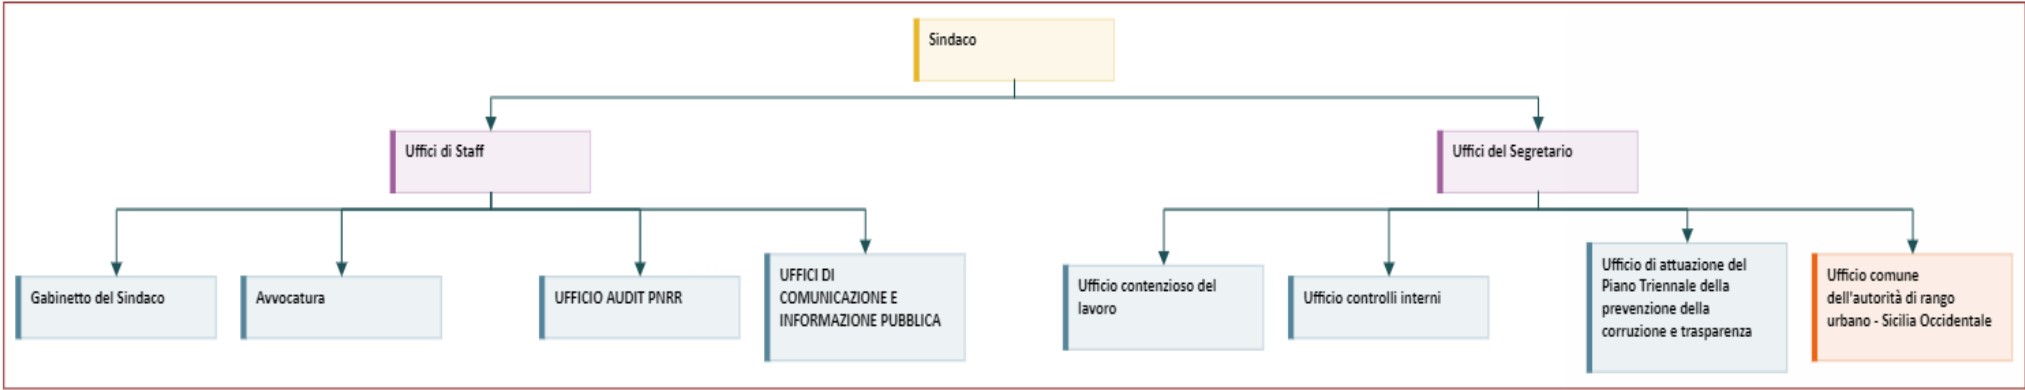 Sindaco
Uffici di Staff
Uffici del Segretario
Gabinetto del Sindaco
Avvocatura
UFFICIO AUDIT PNRR
UFFICI DI
COMUNICAZIONE E
INFORMAZIONE PUBBLICA
Ufficio contenzioso del
lavoro
Ufficio controlli interni
Ufficio di attuazione del
Piano Triennale della
prevenzione della
corruzione e trasparenza
Ufficio comune
dell'autorità di rango
urbano - Sicilia Occidentale